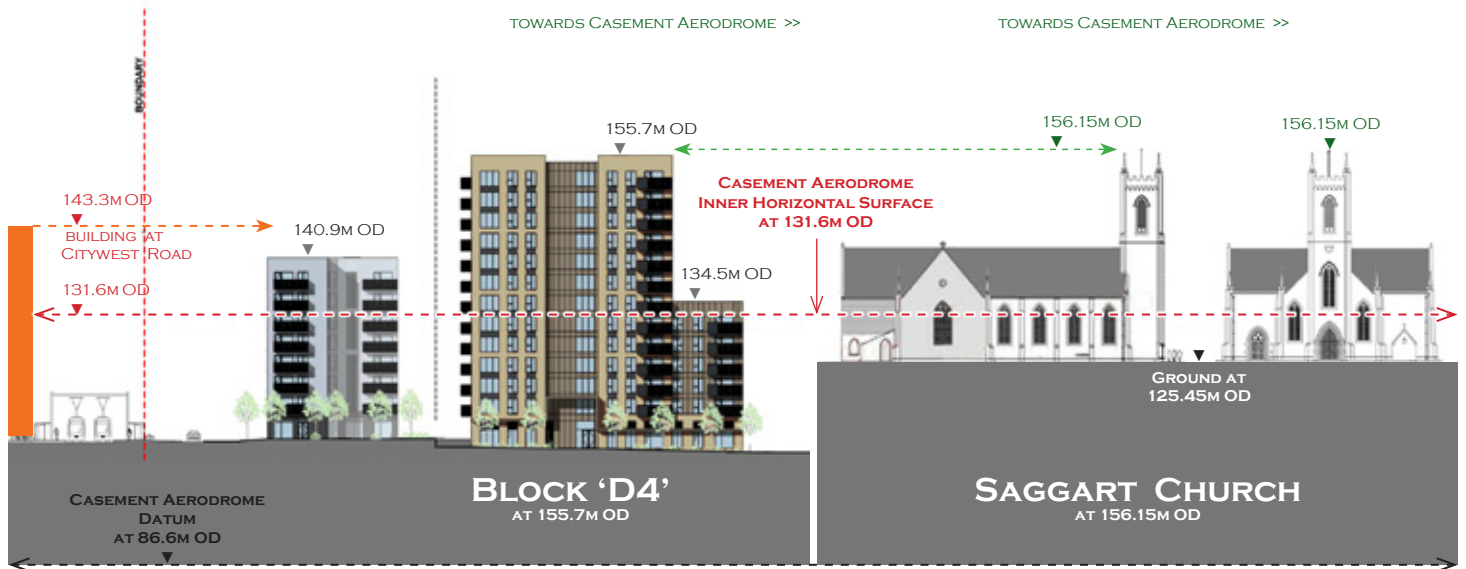 TOWARDS CASEMENT AERODROME >>
TOWARDS CASEMENT AERODROME >>
BOUNDARY
155.7M OD
156.15M OD
156.15M OD
143.3M OD
BUILDING AT
CITYWEST ROAD
140.9M OD
CASEMENT AERODROME
INNER HORIZONTAL SURFACE
AT 131.6M OD
134.5M OD
131.6M OD
GROUND AT
125.45M OD
BLOCK ‘D4’
AT 155.7M OD
SAGGART CHURCH
AT 156.15M OD
CASEMENT AERODROME
DATUM
AT 86.6M OD